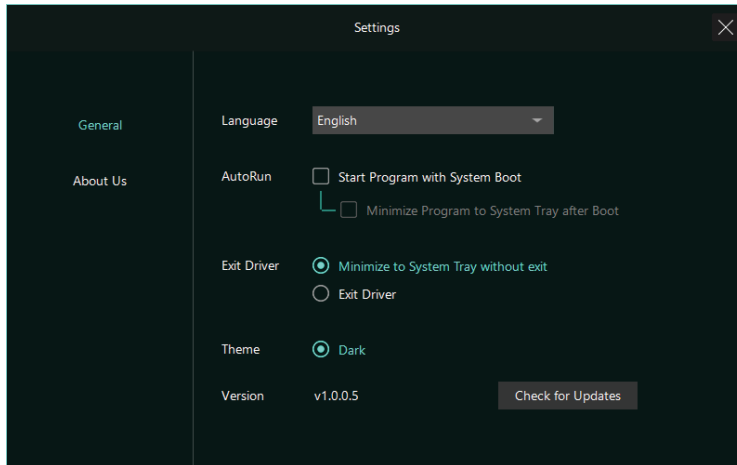 Settings
General
About Us
Language English
AutoRun Start Program with System Boot
Minimize Program to System Tray after Boot
Exit Driver Minimize to System Tray without exit
Exit Driver
Theme Dark
Version v1.0.0.5 Check for Updates